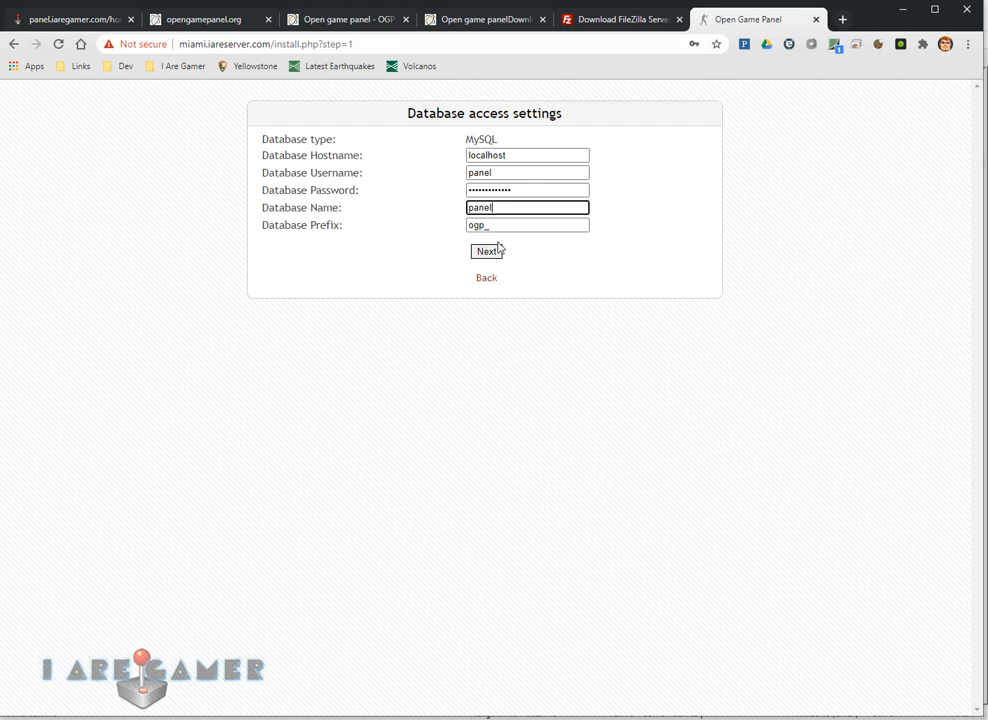 panel.iaregamer.com/ho
opengamepanel.org
Open game panel - OGP
Open game panelDownl
Download FileZilla Serve
Open Game Panel
Not secure
miami.iareserver.com/install.php?step=1
Apps
Links
Dev
I Are Gamer
Yellowstone
Latest Earthquakes
Volcanos
Database access settings
Database type: MySQL
Database Hostname: localhost
Database Username: panel
Database Password: •••••••••••••
Database Name: panel
Database Prefix: ogp_
Next
Back
I ARE GAMER